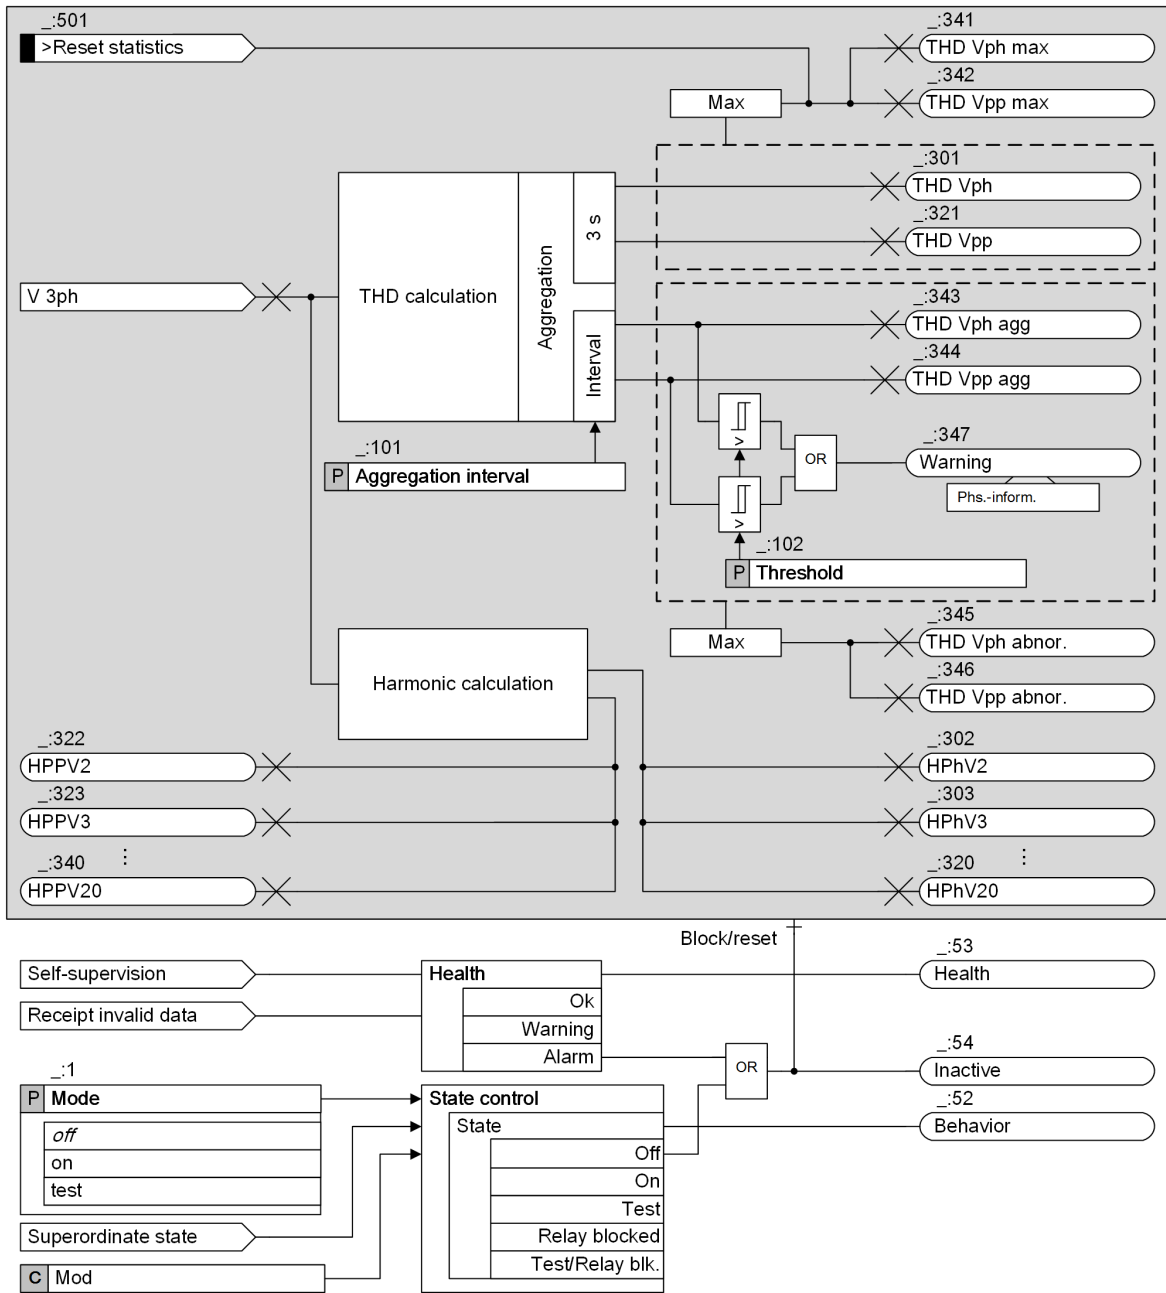 _:501
>Reset statistics
_:341
THD Vph max
_:342
THD Vpp max
Max
_:301
THD Vph
_:321
THD Vpp
V 3ph
THD calculation
Aggregation
3 s
Interval
_:343
THD Vph agg
_:344
THD Vpp agg
_:101
P Aggregation interval
>
>
OR
_:347
Warning
Phs.-inform.
_:102
P Threshold
Max
_:345
THD Vph abnor.
_:346
THD Vpp abnor.
Harmonic calculation
_:322
HPPV2
_:323
HPPV3
⋮
_:340
HPPV20
_:302
HPhV2
_:303
HPhV3
⋮
_:320
HPhV20
Block/reset
Self-supervision
Receipt invalid data
Health
Ok
Warning
Alarm
_:53
Health
OR
_:54
Inactive
_:52
Behavior
_:1
P Mode
off
on
test
Superordinate state
C Mod
State control
State
Off
On
Test
Relay blocked
Test/Relay blk.